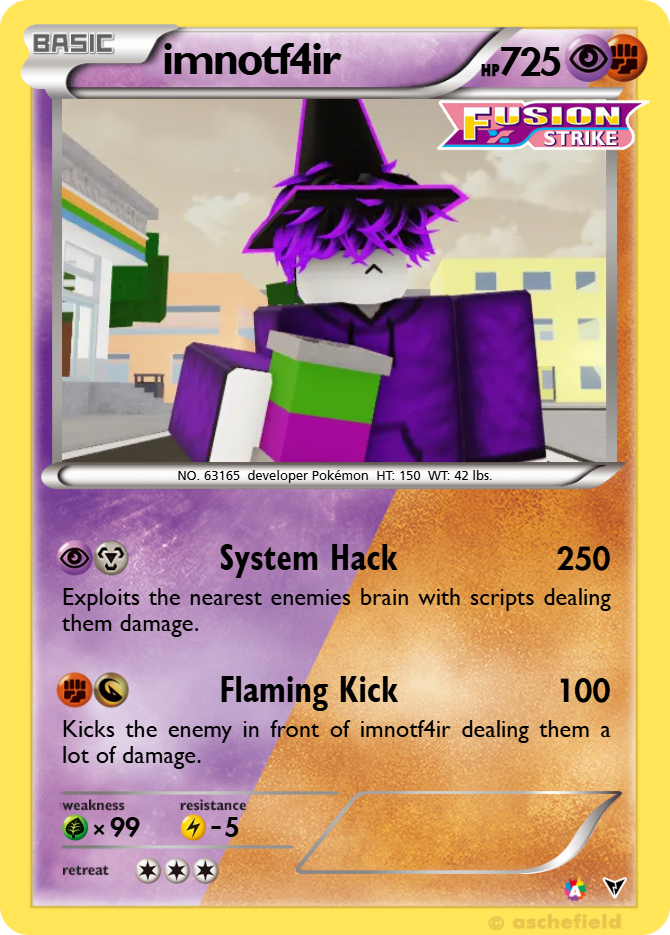 BASIC
imnotf4ir
HP725
FUSION
STRIKE
NO. 63165 developer Pokémon HT: 150 WT: 42 lbs.
System Hack 250
Exploits the nearest enemies brain with scripts dealing
them damage.
Flaming Kick 100
Kicks the enemy in front of imnotf4ir dealing them a
lot of damage.
weakness resistance
× 99 -5
retreat
A
© aschefield